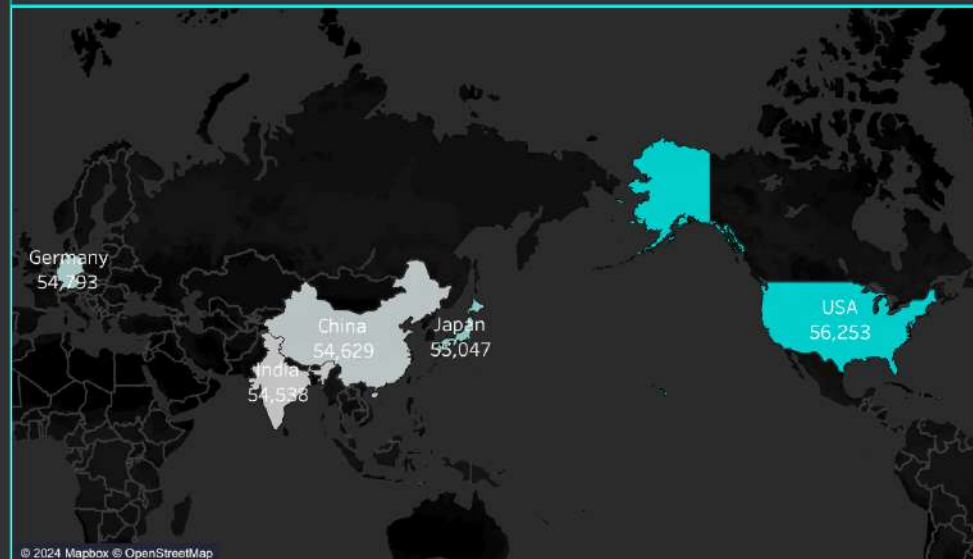 Germany
54,793
China
54,629
Japan
55,047
India
54,538
USA
56,253
© 2024 Mapbox © OpenStreetMap